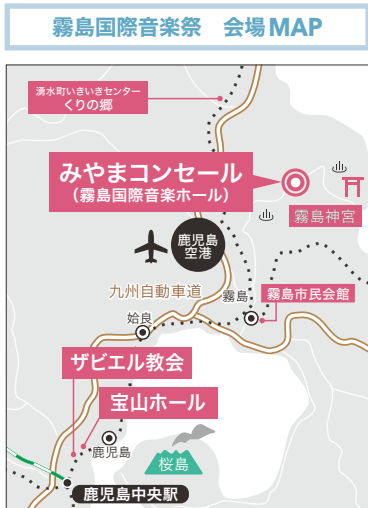 霧島国際音楽祭 会場MAP
湧水町いきいきセンター
くりの郷
みやまコンセール
(霧島国際音楽ホール)
霧島神宮
鹿児島
空港
九州自動車道
霧島
霧島市民会館
姶良
ザビエル教会
宝山ホール
鹿児島
桜島
鹿児島中央駅